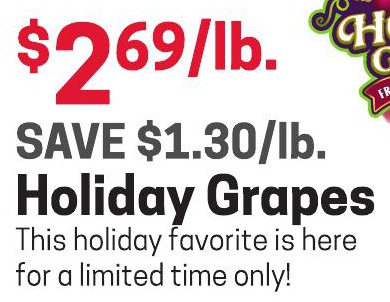 $2 69/lb.
SAVE $1.30/lb.
Holiday Grapes
This holiday favorite is here
for a limited time only!